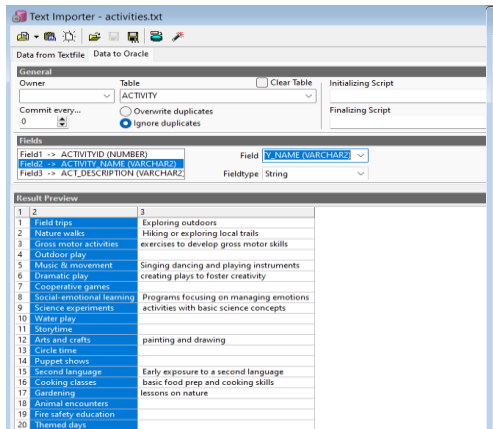 Text Importer - activities.txt
Data from Textfile Data to Oracle
General
Owner Table Clear Table Initializing Script
ACTIVITY
Commit every... Overwrite duplicates Finalizing Script
0 Ignore duplicates
Fields
Field1 -> ACTIVITYID (NUMBER) Field Y_NAME (VARCHAR2)
Field2 -> ACTIVITY_NAME (VARCHAR2)
Field3 -> ACT_DESCRIPTION (VARCHAR2) Fieldtype String
Result Preview
1 2 3
1 Field trips Exploring outdoors
2 Nature walks Hiking or exploring local trails
3 Gross motor activities exercises to develop gross motor skills
4 Outdoor play
5 Music & movement Singing dancing and playing instruments
6 Dramatic play creating plays to foster creativity
7 Cooperative games
8 Social-emotional learning Programs focusing on managing emotions
9 Science experiments activities with basic science concepts
10 Water play
11 Storytime
12 Arts and crafts painting and drawing
13 Circle time
14 Puppet shows
15 Second language Early exposure to a second language
16 Cooking classes basic food prep and cooking skills
17 Gardening lessons on nature
18 Animal encounters
19 Fire safety education
20 Themed days